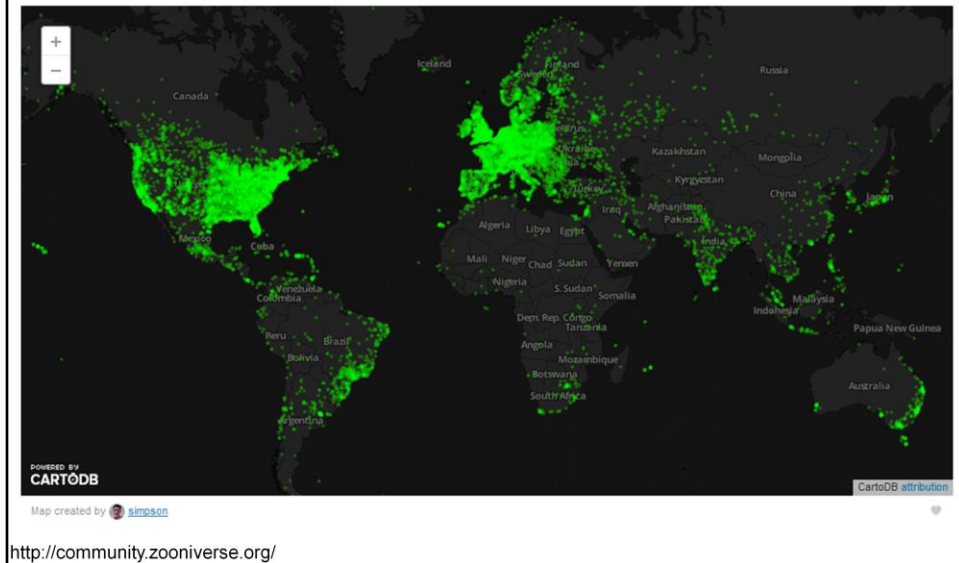 +
−
Iceland
Finland
Sweden
Russia
Canada
Belarus
Ukraine
Kazakhstan
Mongolia
Kyrgyzstan
Turkey
China
Japan
Iraq
Afghanistan
Pakistan
Algeria
Libya
Egypt
India
Mexico
Cuba
Mali
Niger
Chad
Sudan
Yemen
Nigeria
S. Sudan
Somalia
Venezuela
Colombia
Malaysia
Indonesia
Dem. Rep. Congo
Tanzania
Papua New Guinea
Peru
Brazil
Angola
Bolivia
Mozambique
Botswana
Australia
South Africa
Argentina
POWERED BY
CARTODB
CartoDB attribution
Map created by simpson
http://community.zooniverse.org/